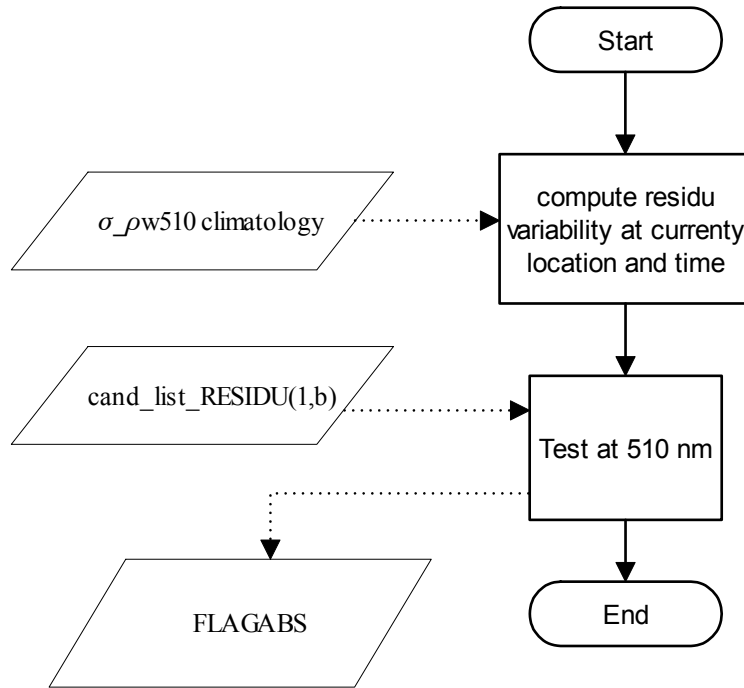 Start
σ_ρw510 climatology
compute residu
variability at currenty
location and time
cand_list_RESIDU(1,b)
Test at 510 nm
FLAGABS
End